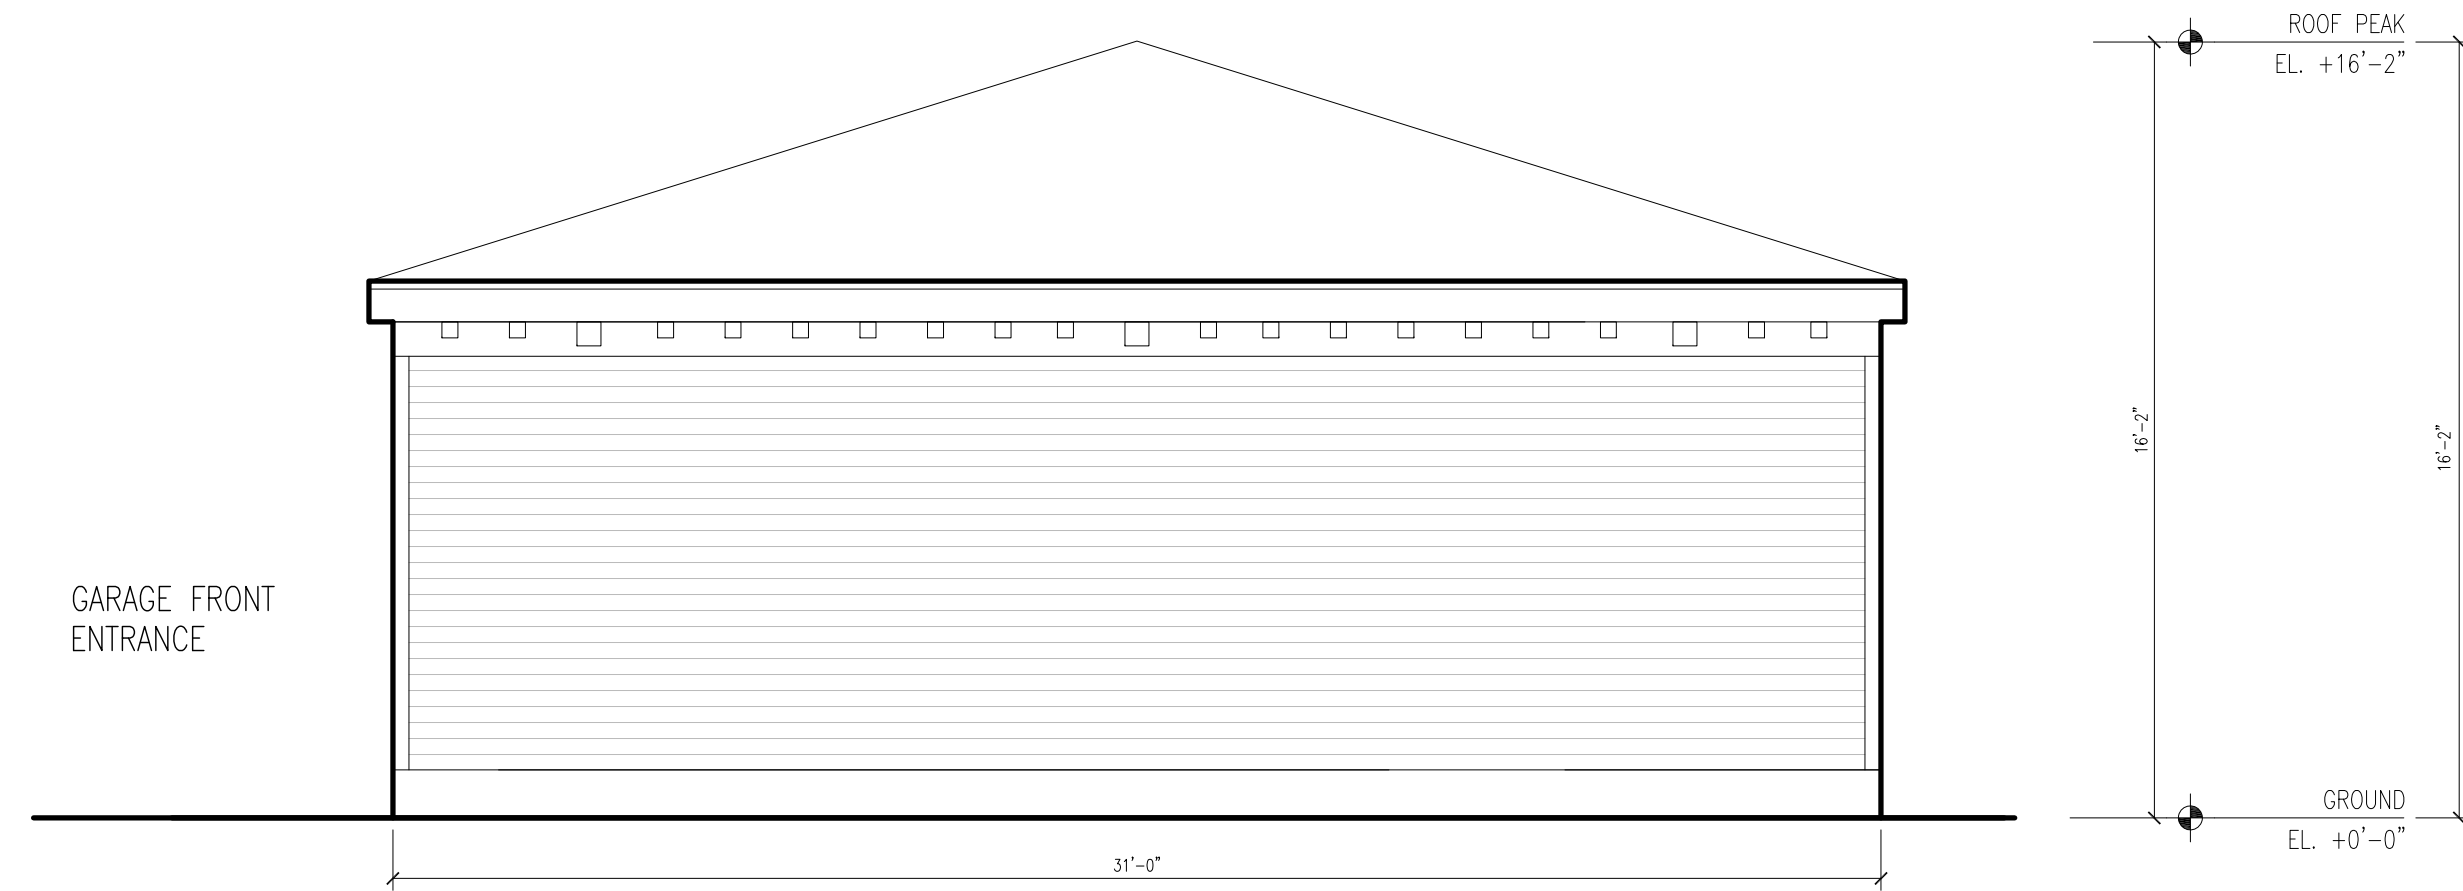 ROOF PEAK
EL. +16'-2"
16'-2"
16'-2"
GARAGE FRONT
ENTRANCE
GROUND
EL. +0'-0"
31'-0"